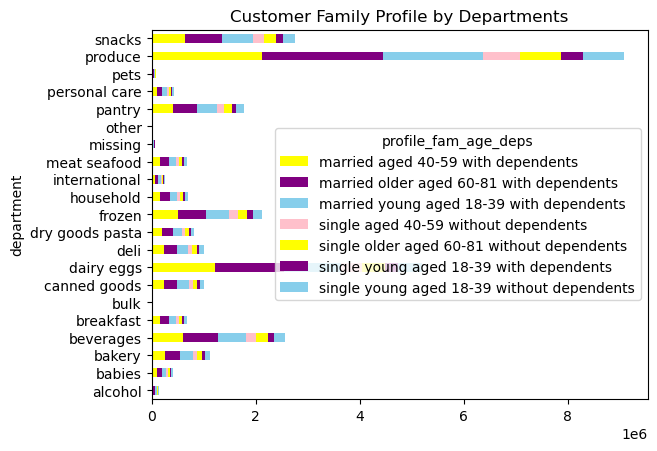 Customer Family Profile by Departments
department
snacks
produce
pets
personal care
pantry
other
missing
meat seafood
international
household
frozen
dry goods pasta
deli
dairy eggs
canned goods
bulk
breakfast
beverages
bakery
babies
alcohol
profile_fam_age_deps
married aged 40-59 with dependents
married older aged 60-81 with dependents
married young aged 18-39 with dependents
single aged 40-59 without dependents
single older aged 60-81 without dependents
single young aged 18-39 with dependents
single young aged 18-39 without dependents
0 2 4 6 8
1e6